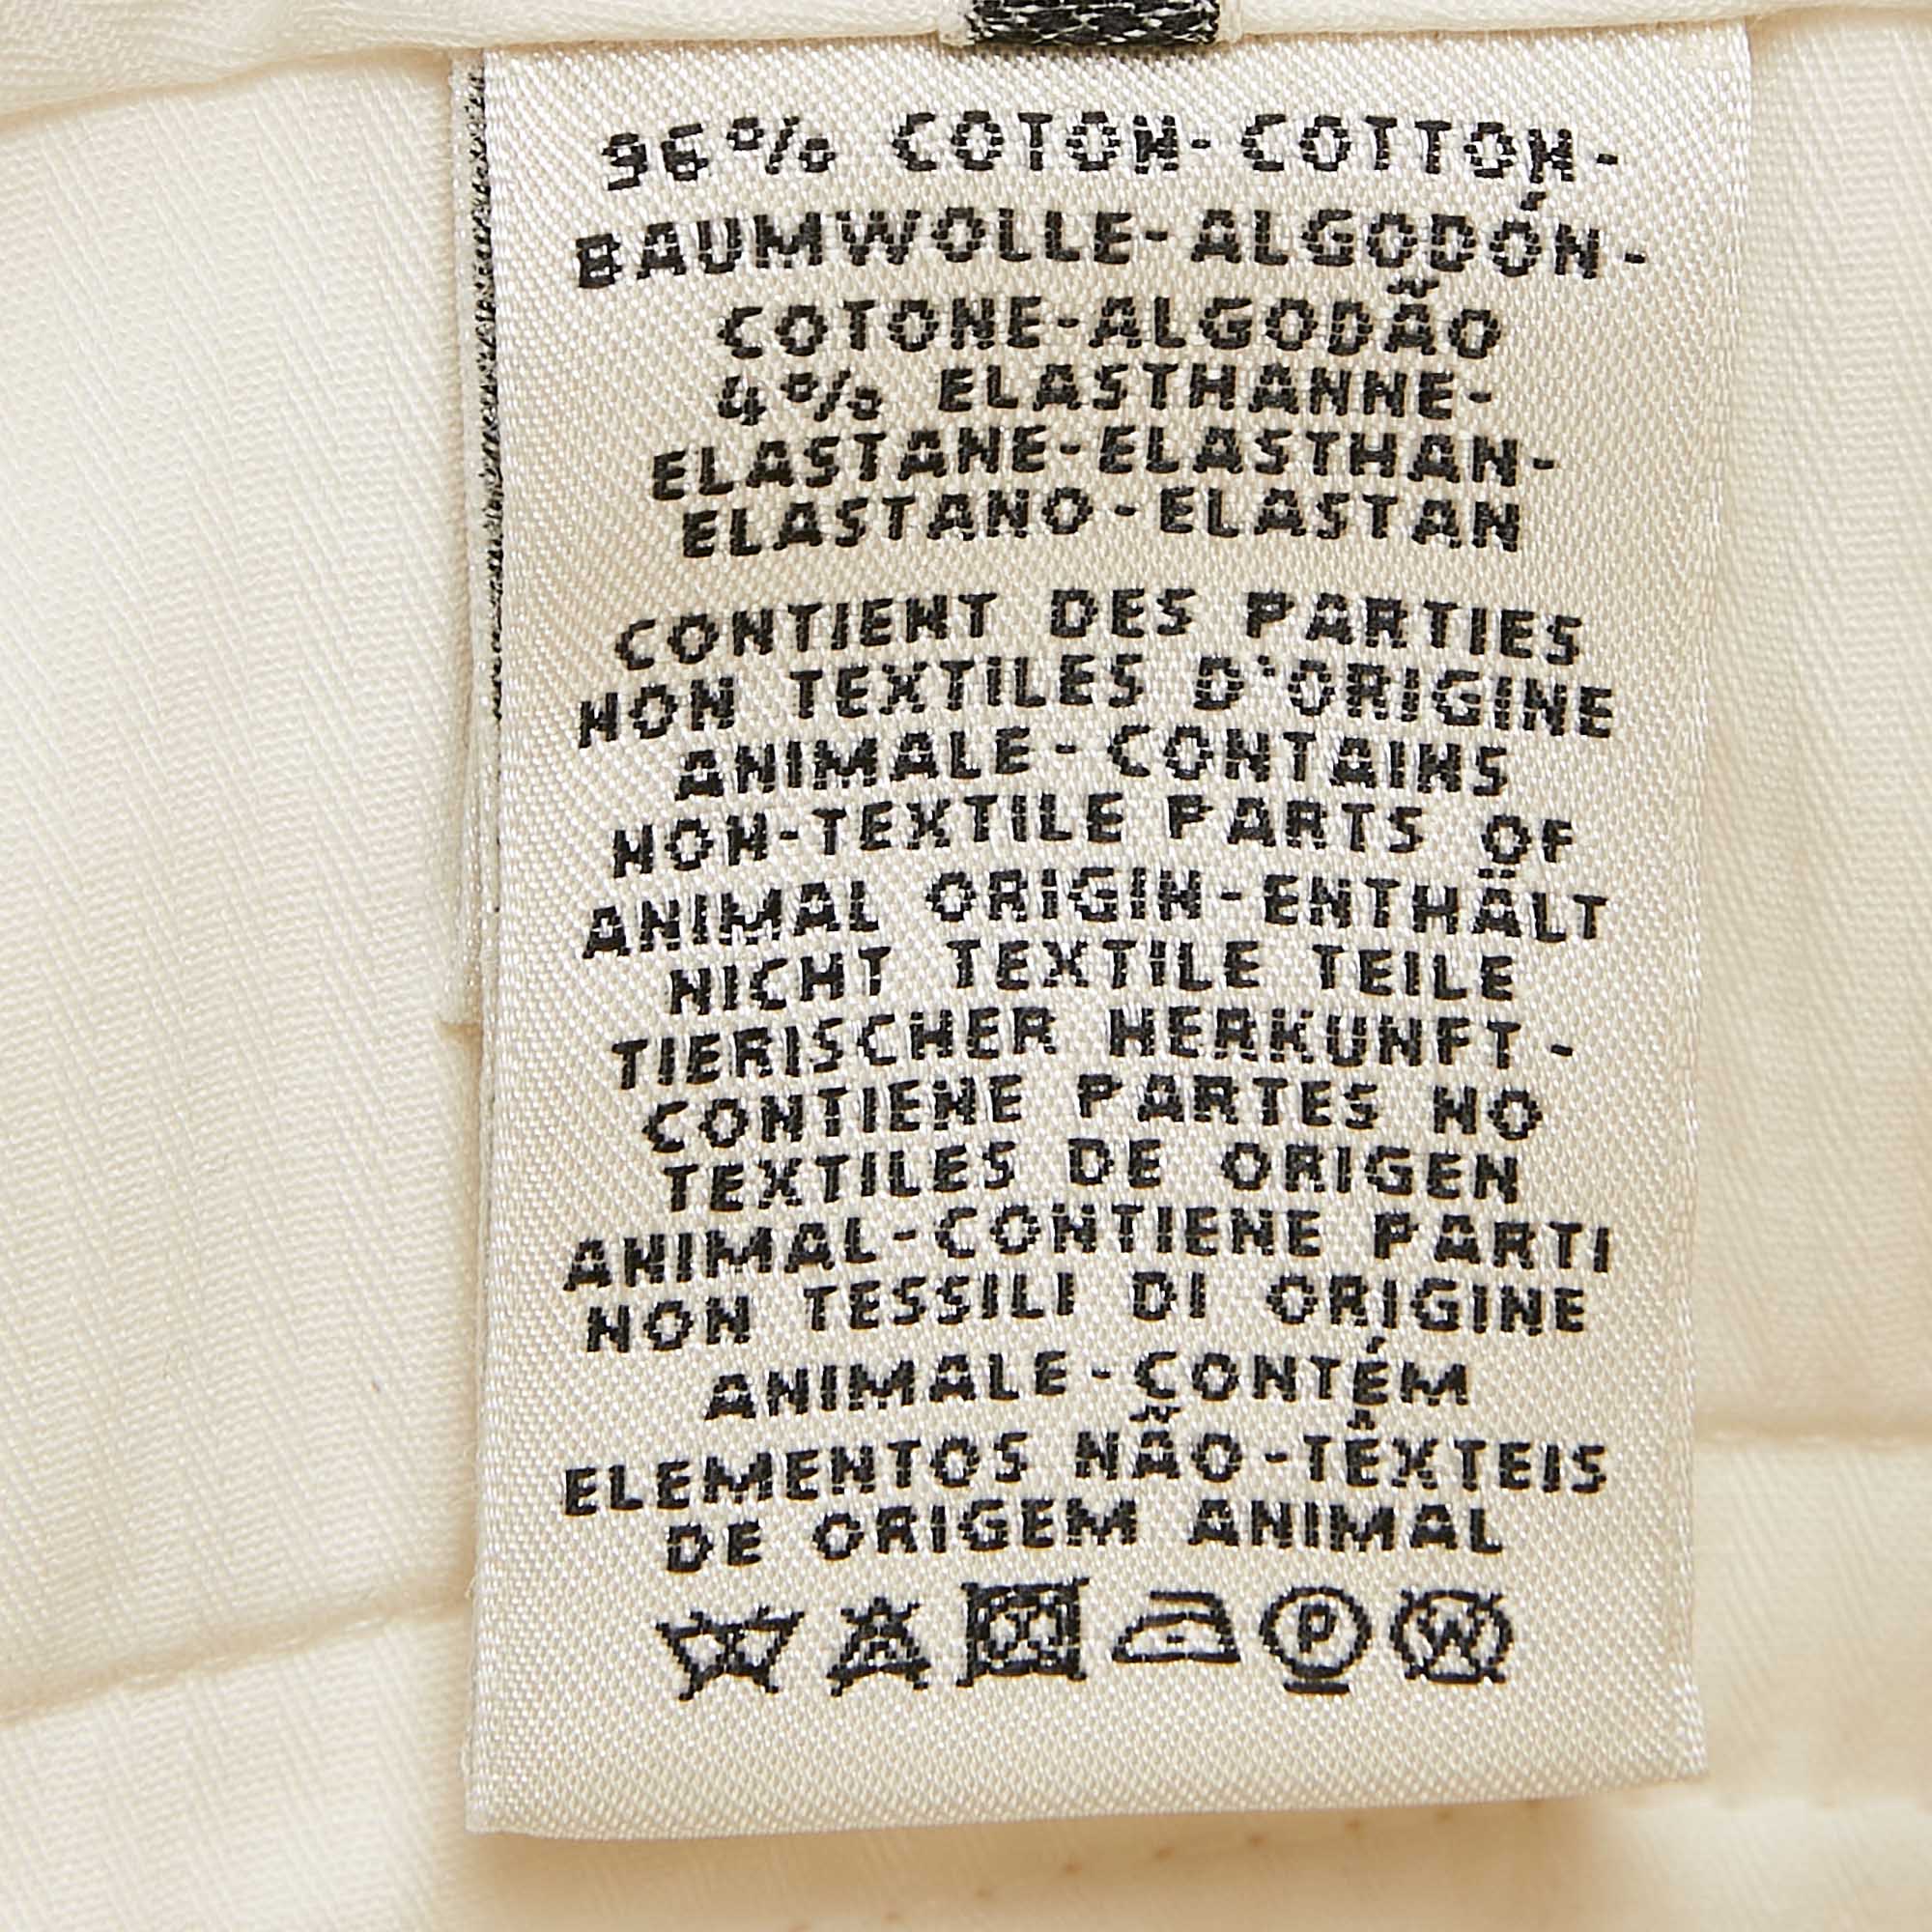 96% COTON-COTTON-
BAUMWOLLE-ALGODÓN-
COTONE-ALGODÃO
4% ELASTHANNE-
ELASTANE-ELASTHAN-
ELASTANO-ELASTAN
CONTIENT DES PARTIES
NON TEXTILES D'ORIGINE
ANIMALE-CONTAINS
NON-TEXTILE PARTS OF
ANIMAL ORIGIN-ENTHÄLT
NICHT TEXTILE TEILE
TIERISCHER HERKUNFT-
CONTIENE PARTES NO
TEXTILES DE ORIGEN
ANIMAL-CONTIENE PARTI
NON TESSILI DI ORIGINE
ANIMALE-CONTÉM
ELEMENTOS NÃO-TÊXTEIS
DE ORIGEM ANIMAL
P W